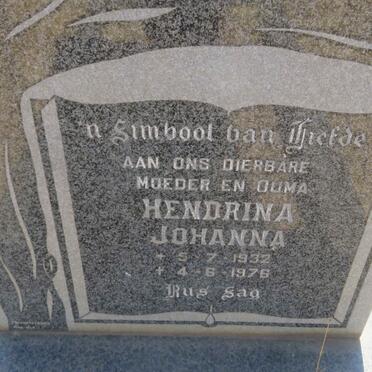 'n Simbool van Liefde
AAN ONS DIERBARE
MOEDER EN OUMA
HENDRINA
JOHANNA
* 5-7-1932
+ 4-6-1976
Rus Sag